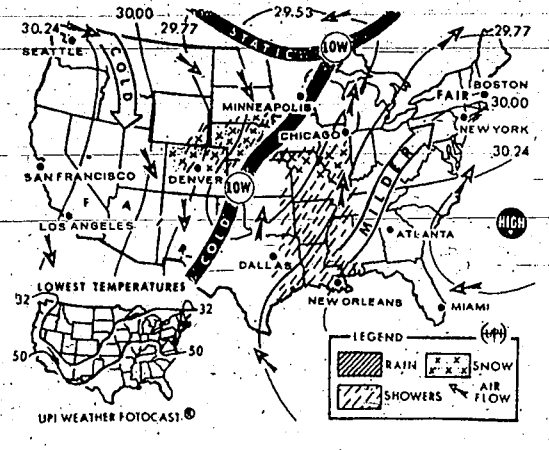 30.24
30.00
29.77
29.53
29.77
SEATTLE
COLD
STATIC
LOW
BOSTON
FAIR
30.00
MINNEAPOLIS
CHICAGO
NEW YORK
30.24
SAN FRANCISCO
DENVER
LOW
MILDER
FAIR
LOS ANGELES
COLD
ATLANTA
HIGH
DALLAS
LOWEST TEMPERATURES
NEW ORLEANS
MIAMI
32
32
50
50
LEGEND
UPI
RAIN
SNOW
SHOWERS
AIR
FLOW
UPI WEATHER FOTOCAST ®